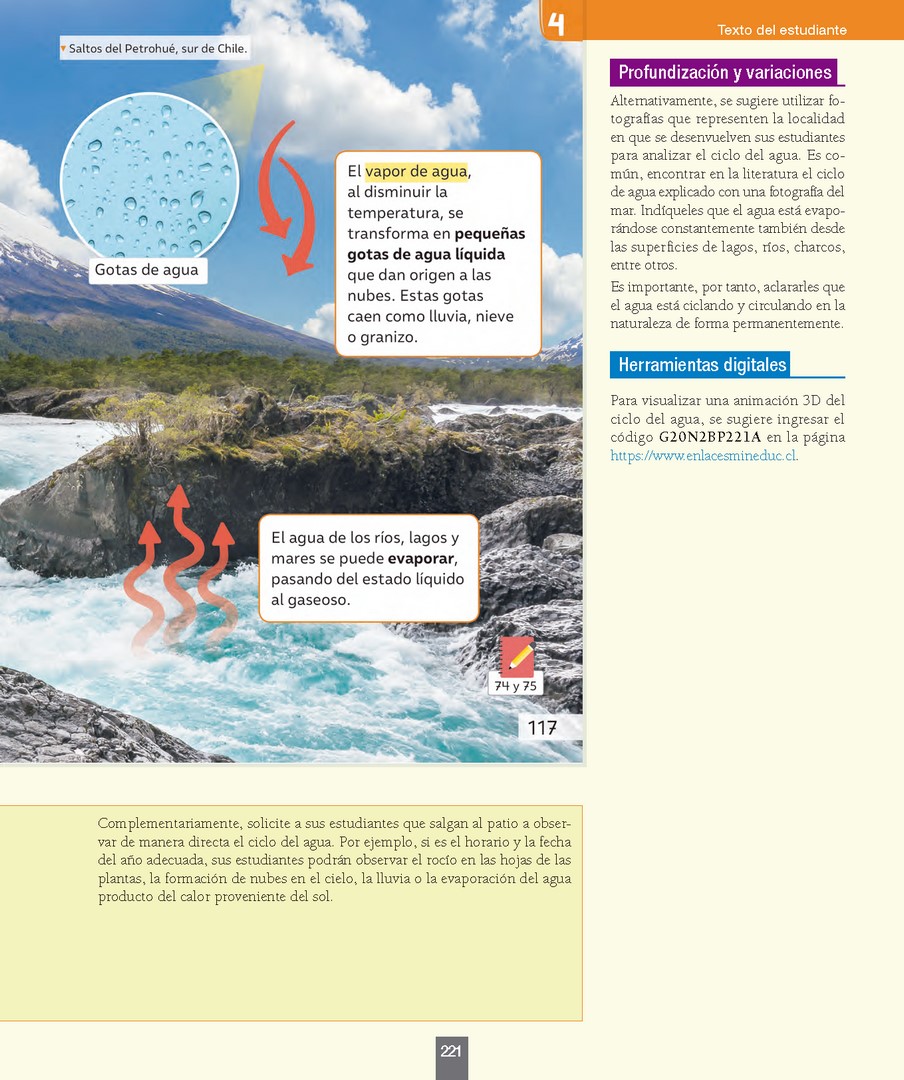 4
Texto del estudiante
Saltos del Petrohué, sur de Chile.
Gotas de agua
El vapor de agua,
al disminuir la
temperatura, se
transforma en pequeñas
gotas de agua líquida
que dan origen a las
nubes. Estas gotas
caen como lluvia, nieve
o granizo.
El agua de los ríos, lagos y
mares se puede evaporar,
pasando del estado líquido
al gaseoso.
74 y 75
117
Profundización y variaciones
Alternativamente, se sugiere utilizar fo-
tografías que representen la localidad
en que se desenvuelven sus estudiantes
para analizar el ciclo del agua. Es co-
mún, encontrar en la literatura el ciclo
de agua explicado con una fotografía del
mar. Indíqueles que el agua está evapo-
rándose constantemente también desde
las superficies de lagos, ríos, charcos,
entre otros.
Es importante, por tanto, aclararles que
el agua está ciclando y circulando en la
naturaleza de forma permanentemente.
Herramientas digitales
Para visualizar una animación 3D del
ciclo del agua, se sugiere ingresar el
código G20N2BP221A en la página
https://www.enlacesmineduc.cl.
Complementariamente, solicite a sus estudiantes que salgan al patio a obser-
var de manera directa el ciclo del agua. Por ejemplo, si es el horario y la fecha
del año adecuada, sus estudiantes podrán observar el rocío en las hojas de las
plantas, la formación de nubes en el cielo, la lluvia o la evaporación del agua
producto del calor proveniente del sol.
221